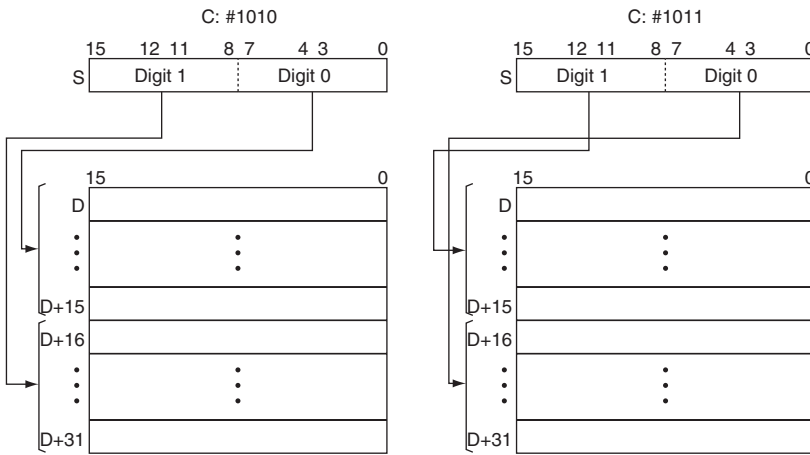 C: #1010
15 12 11 8 7 4 3 0
S Digit 1 Digit 0
15 0
D
D+15
D+16
D+31
C: #1011
15 12 11 8 7 4 3 0
S Digit 1 Digit 0
15 0
D
D+15
D+16
D+31